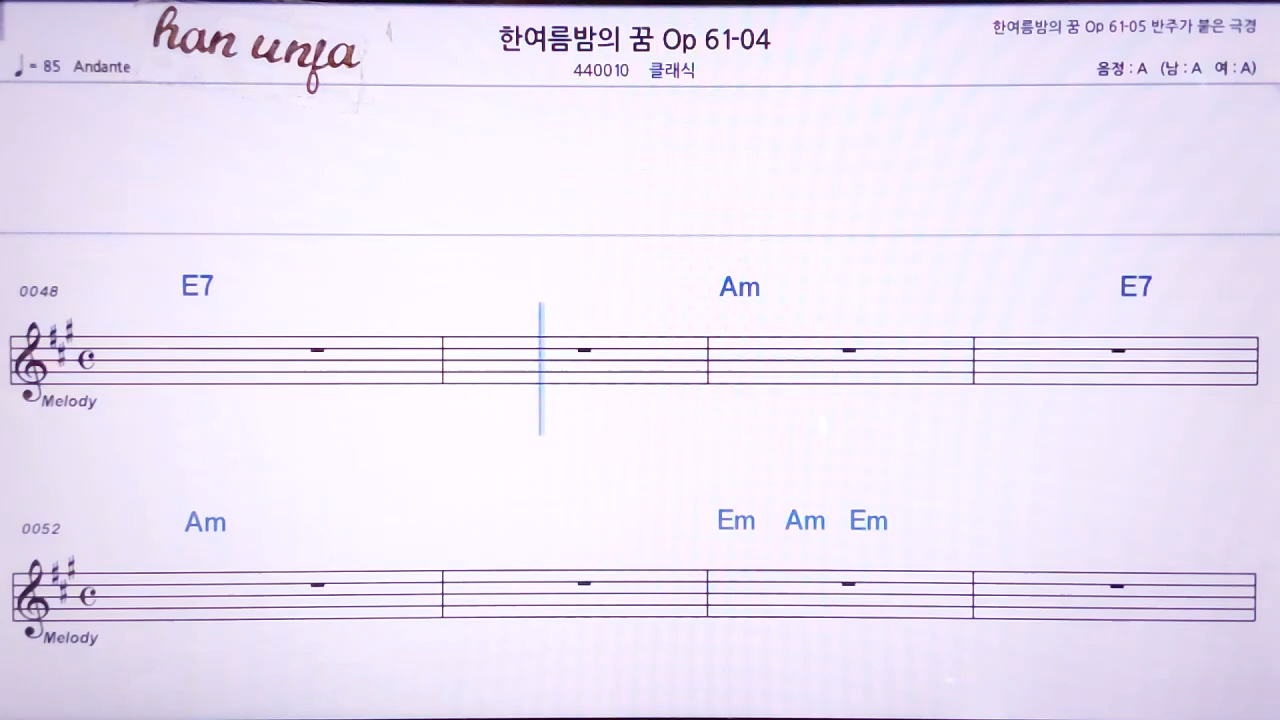 han unfa
한여름밤의 꿈 Op 61-04
한여름밤의 꿈 Op 61-05 반주가 붙은 극경
♩= 85 Andante
440010 클래식
음정 : A (남 : A 여 : A)
E7 Am E7
0048
Melody
Am Em Am Em
0052
Melody